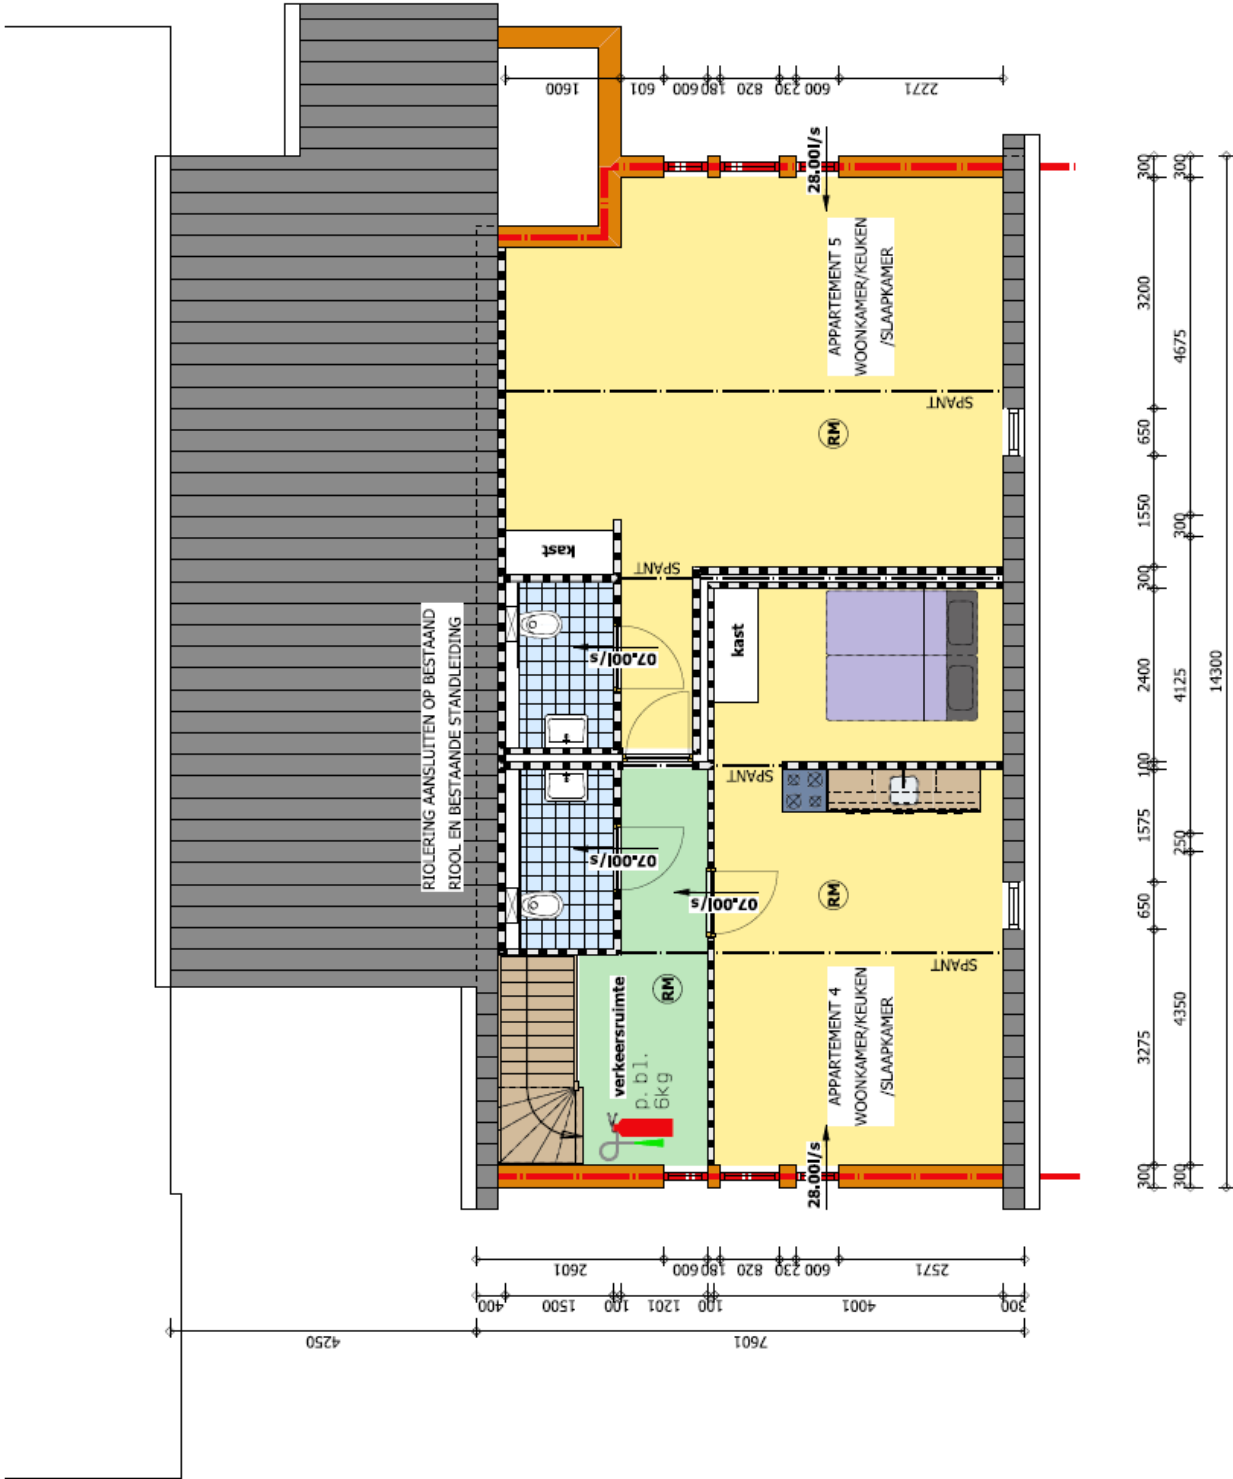 1600
601
600
180
820
230
600
2271
28.00l/s
300
300
APPARTEMENT 5
WOONKAMER/KEUKEN
/SLAAPKAMER
3200
4675
SPANT
RM
650
1550
300
kast
SPANT
300
RIOLERING AANSLUITEN OP BESTAAND
RIOOL EN BESTAANDE STANDLEIDING
07.00l/s
kast
2400
4125
14300
SPANT
100
1575
250
07.00l/s
07.00l/s
RM
650
SPANT
verkeersruimte
RM
p.bl.
6kg
APPARTEMENT 4
WOONKAMER/KEUKEN
/SLAAPKAMER
3275
4350
28.00l/s
300
300
2601
600
180
820
230
600
2571
400
1500
100
1201
100
4001
300
4250
7601